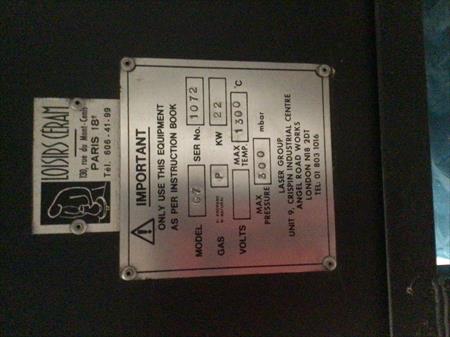 LOISIRS CERAM
130, rue du Mont-Cenis
PARIS 18e
Tél. 606-41-99
IMPORTANT
ONLY USE THIS EQUIPMENT
AS PER INSTRUCTION BOOK
MODEL G7 SER No. 1072
GAS P KW 22
VOLTS MAX TEMP. 1300 °C
MAX PRESSURE 300 mbar
LASER GROUP
UNIT 9, CRISPIN INDUSTRIAL CENTRE
ANGEL ROAD WORKS
LONDON N18 2DT
TEL 01 803 1016